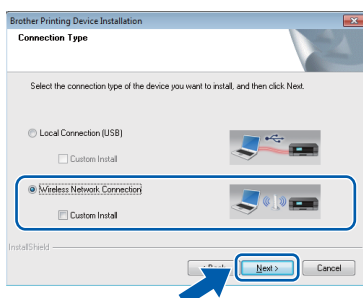 Brother Printing Device Installation
Connection Type
Select the connection type of the device you want to install, and then click Next.
Local Connection (USB)
Custom Install
Wireless Network Connection
Custom Install
InstallShield
Next >
Cancel